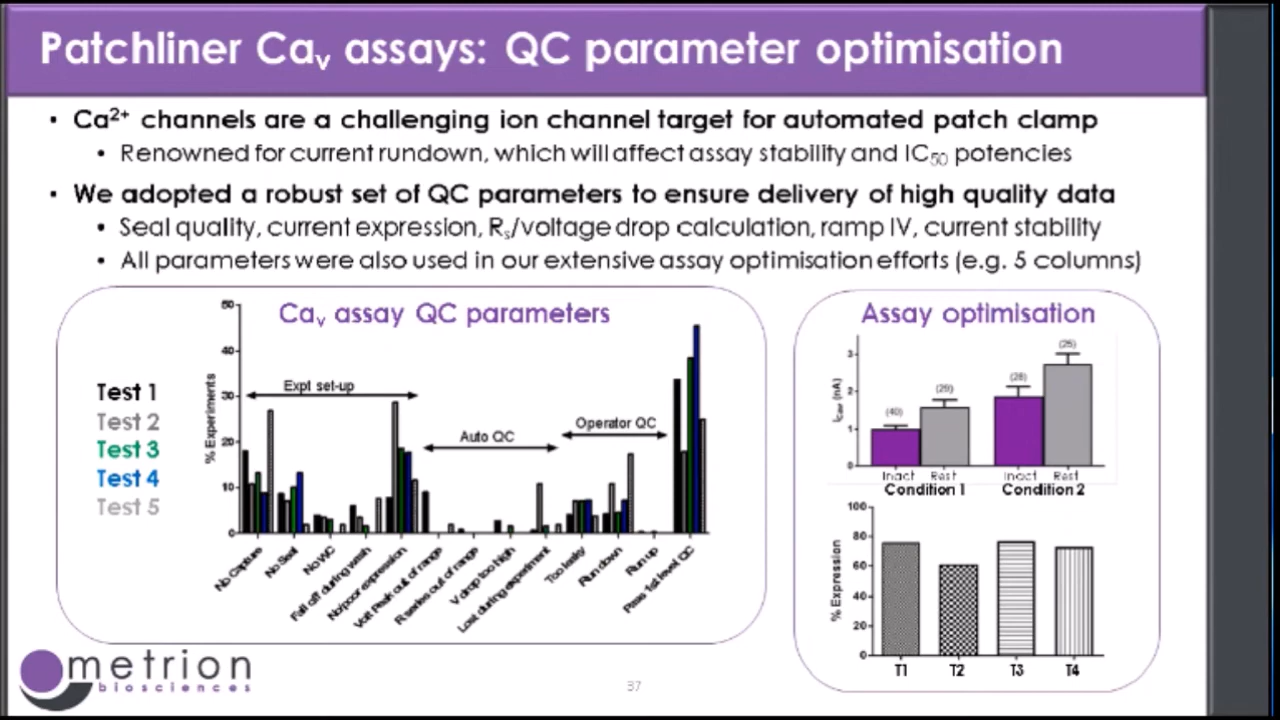 Patchliner Cav assays: QC parameter optimisation
· Ca2+ channels are a challenging ion channel target for automated patch clamp
• Renowned for current rundown, which will affect assay stability and IC50 potencies
· We adopted a robust set of QC parameters to ensure delivery of high quality data
• Seal quality, current expression, Rs/voltage drop calculation, ramp IV, current stability
• All parameters were also used in our extensive assay optimisation efforts (e.g. 5 columns)
Cav assay QC parameters
Test 1
Test 2
Test 3
Test 4
Test 5
% Experiments
50
40
30
20
10
0
Expt set-up
Auto QC
Operator QC
No Capture
No Seal
No WC
Fall off during wash
No/poor expression
Volt Peak out of range
R series out of range
V drop too high
Lost during experiment
Too leaky
Run down
Run up
Pass 1st level QC
Assay optimisation
ICav (nA)
3
2
1
0
(40)
(29)
(28)
(25)
Inact Rest Inact Rest
Condition 1 Condition 2
% Expression
100
80
60
40
20
0
T1 T2 T3 T4
metrion
biosciences
37